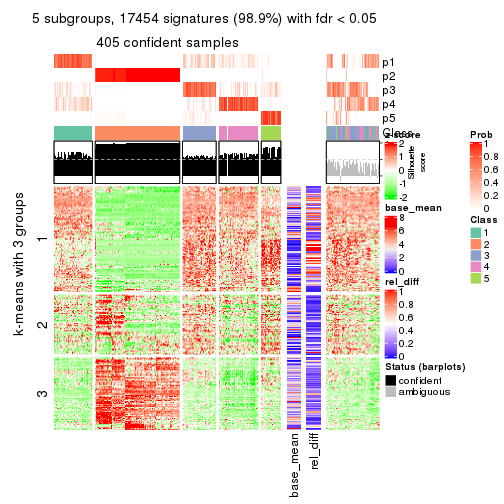 5 subgroups, 17454 signatures (98.9%) with fdr < 0.05
405 confident samples
p1
p2
p3
p4
p5
Class
z-score
2
1
0
-1
-2
Silhouette
score
base_mean
8
6
4
2
0
rel_diff
1
0.8
0.6
0.4
0.2
0
Status (barplots)
confident
ambiguous
Prob
1
0.8
0.6
0.4
0.2
0
Class
1
2
3
4
5
k-means with 3 groups
1
2
3
base_mean
rel_diff